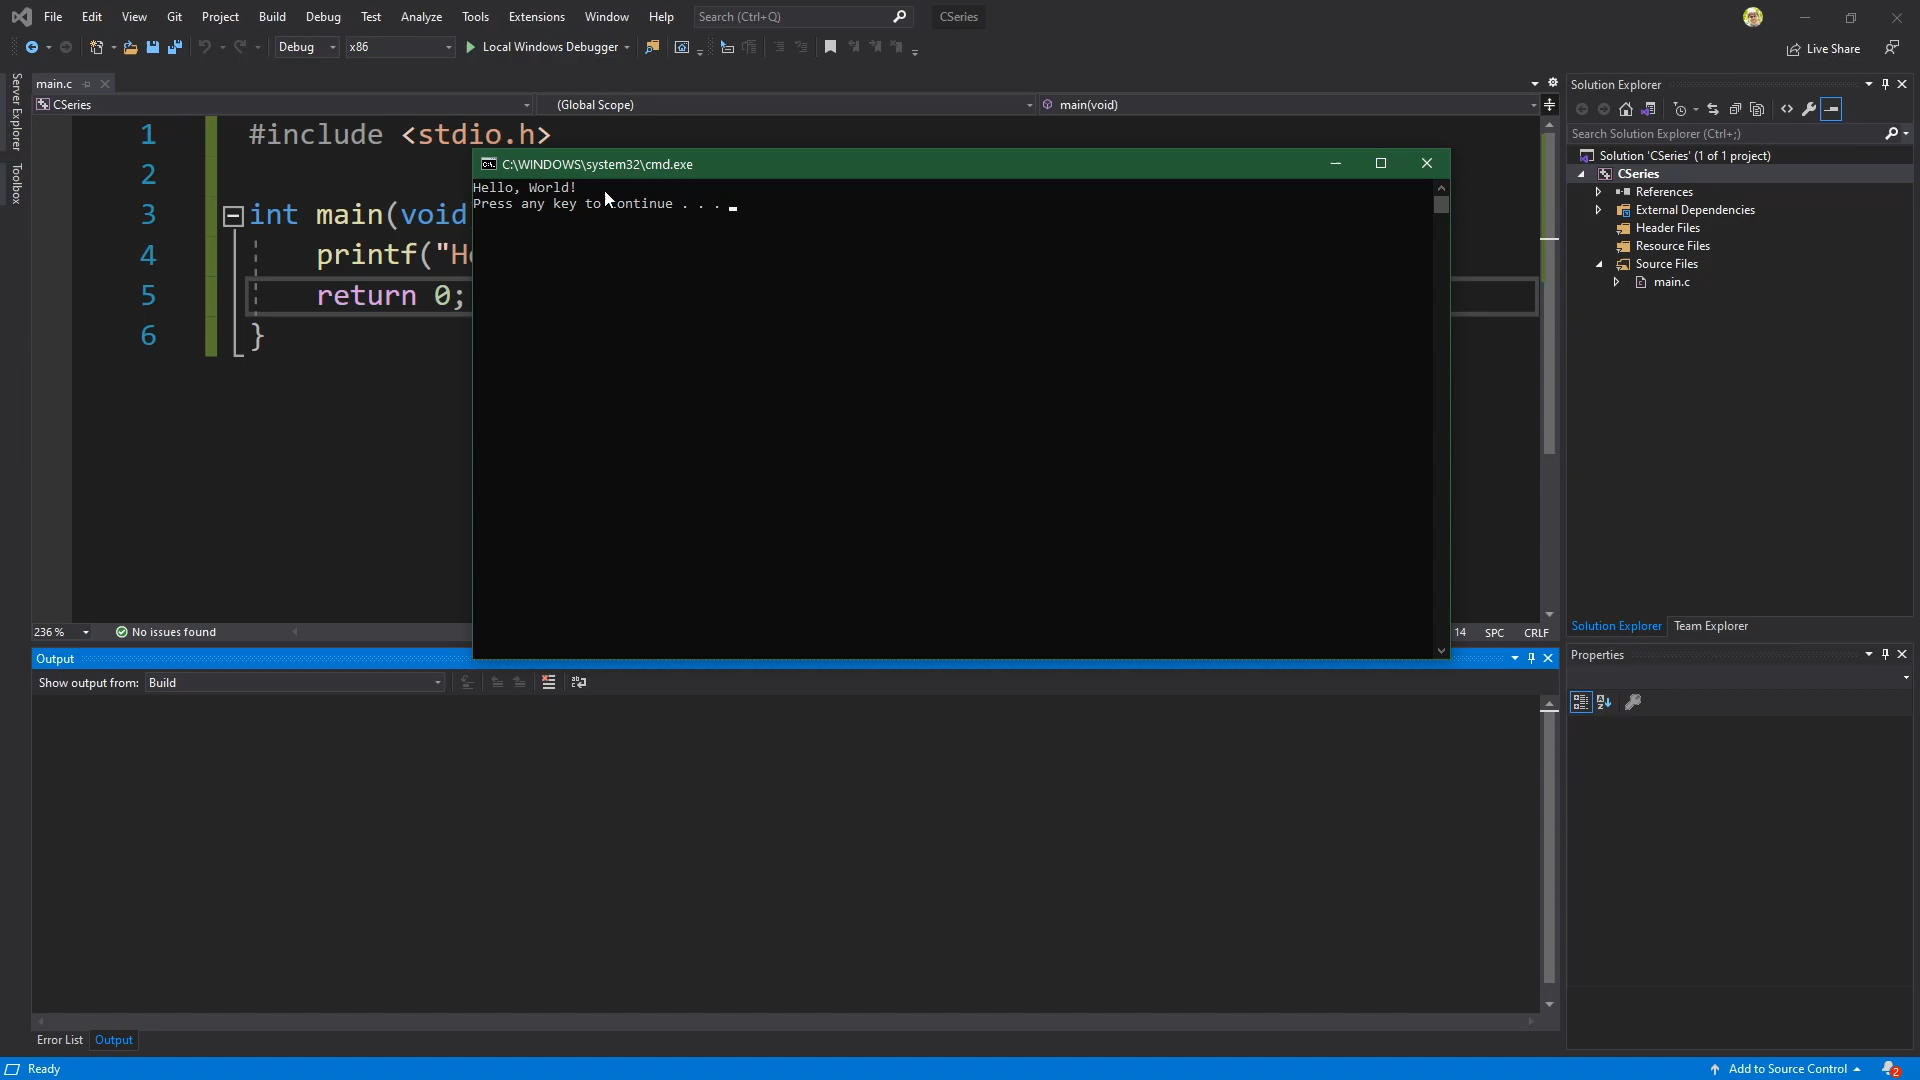 File Edit View Git Project Build Debug Test Analyze Tools Extensions Window Help Search (Ctrl+Q) CSeries
Debug x86 Local Windows Debugger Live Share
Server Explorer
Toolbox
main.c
CSeries (Global Scope) main(void)
1 #include <stdio.h>
2
3 int main(void
4 printf("H
5 return 0;
6 }
C:\WINDOWS\system32\cmd.exe
Hello, World!
Press any key to continue . . .
236 % No issues found 14 SPC CRLF
Output
Show output from: Build
Error List Output
Solution Explorer
Search Solution Explorer (Ctrl+;)
Solution 'CSeries' (1 of 1 project)
CSeries
References
External Dependencies
Header Files
Resource Files
Source Files
main.c
Solution Explorer Team Explorer
Properties
Ready Add to Source Control 2